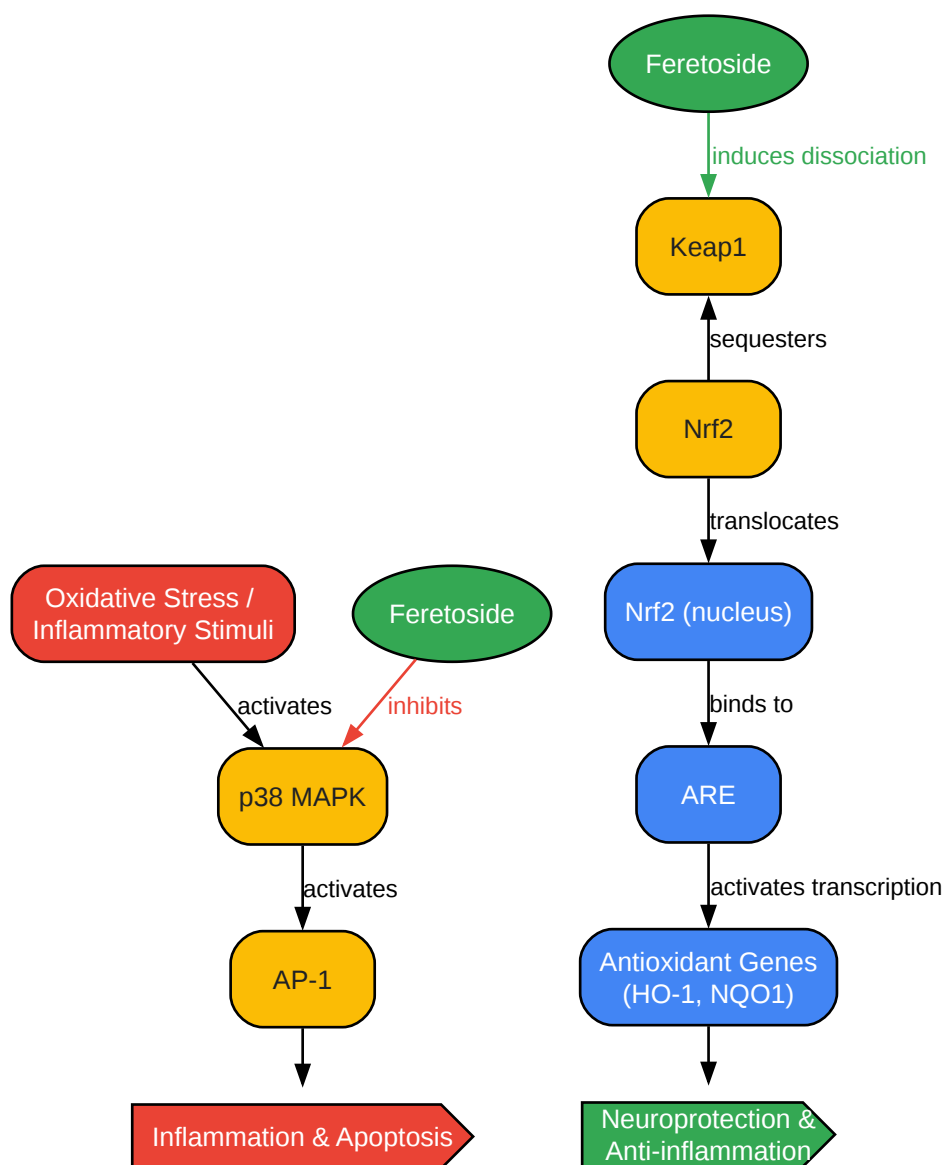 Feretoside
induces dissociation
Keap1
sequesters
Nrf2
translocates
Oxidative Stress /
Inflammatory Stimuli
Feretoside
Nrf2 (nucleus)
activates
inhibits
binds to
p38 MAPK
ARE
activates
activates transcription
AP-1
Antioxidant Genes
(HO-1, NQO1)
Inflammation & Apoptosis
Neuroprotection &
Anti-inflammation